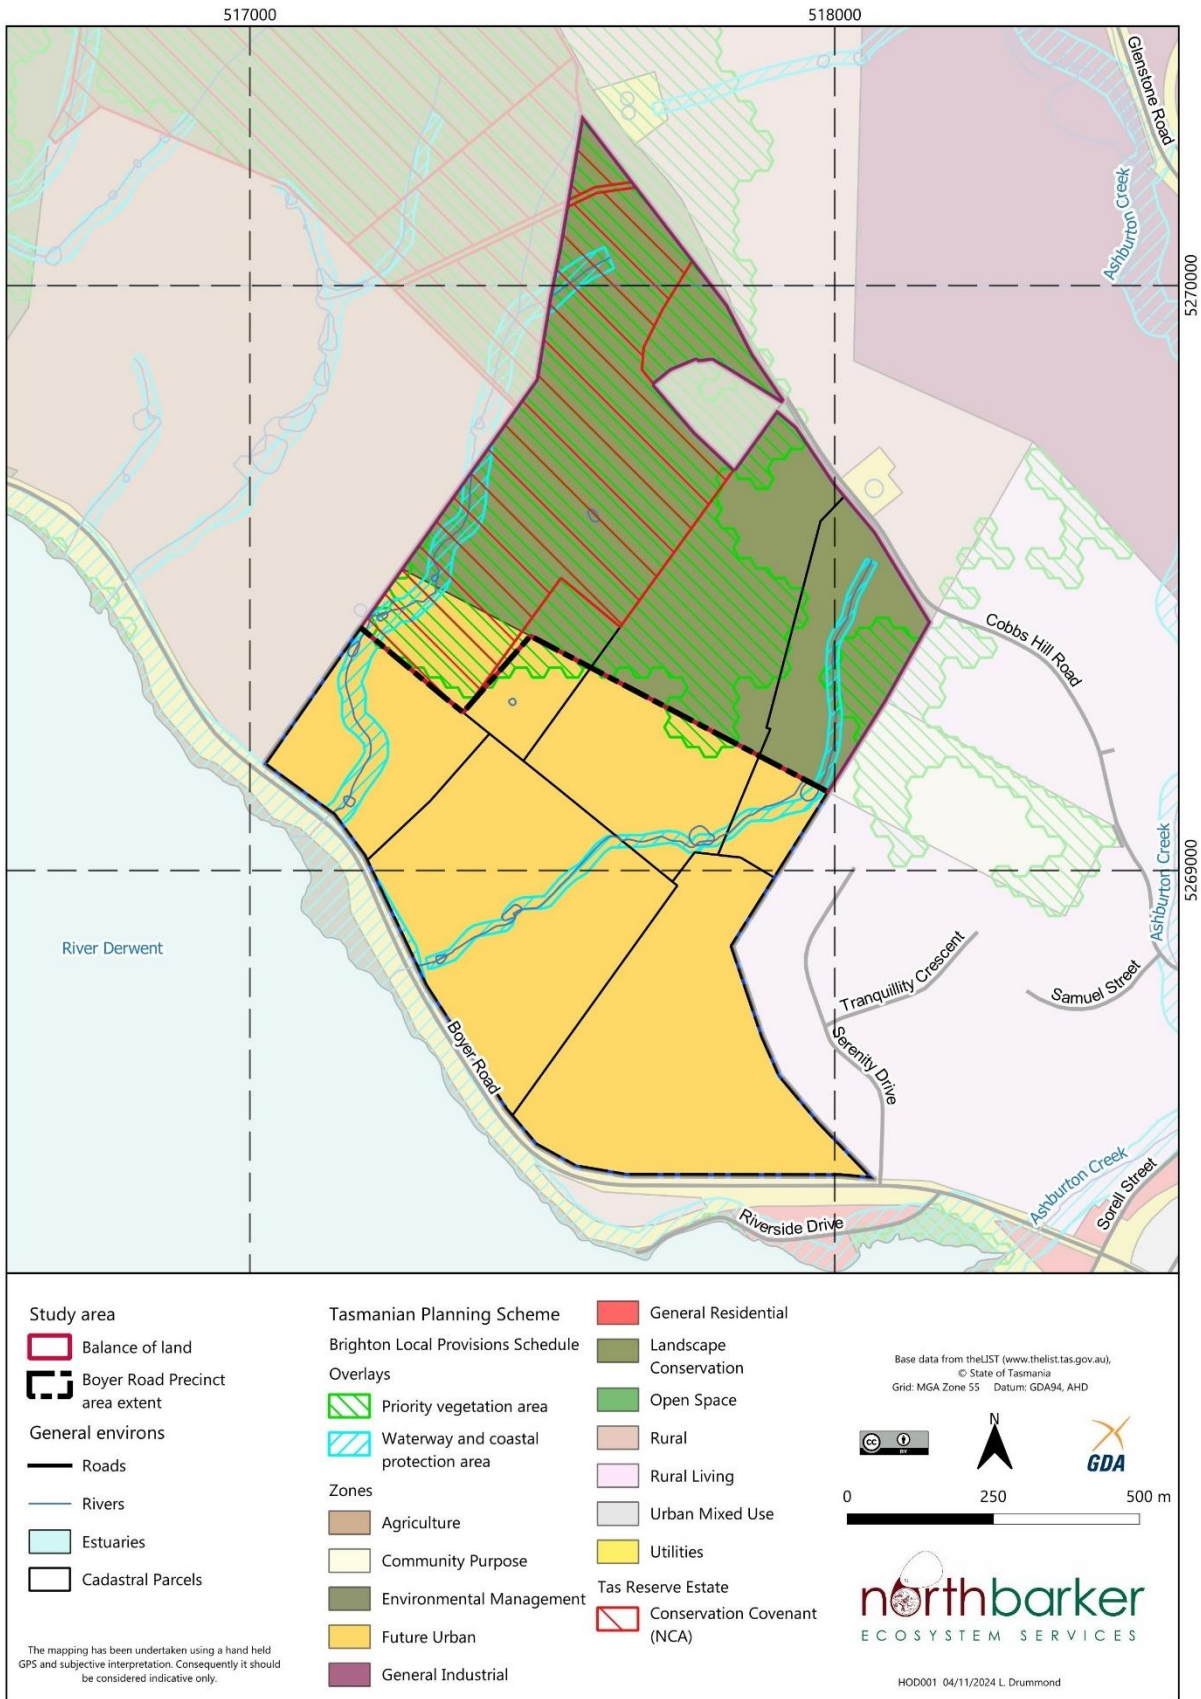 517000
518000
Glenstone Road
Ashburton Creek
5270000
Cobbs Hill Road
5269000
Ashburton Creek
River Derwent
Tranquillity Crescent
Samuel Street
Serenity Drive
Boyer Road
Ashburton Creek
Sorell Street
Riverside Drive
Study area
Balance of land
Boyer Road Precinct
area extent
General environs
Roads
Rivers
Estuaries
Cadastral Parcels
The mapping has been undertaken using a hand held
GPS and subjective interpretation. Consequently it should
be considered indicative only.
Tasmanian Planning Scheme
Brighton Local Provisions Schedule
Overlays
Priority vegetation area
Waterway and coastal
protection area
Zones
Agriculture
Community Purpose
Environmental Management
Future Urban
General Industrial
General Residential
Landscape
Conservation
Open Space
Rural
Rural Living
Urban Mixed Use
Utilities
Tas Reserve Estate
Conservation Covenant
(NCA)
Base data from theLIST (www.thelist.tas.gov.au),
© State of Tasmania
Grid: MGA Zone 55 Datum: GDA94, AHD
cc BY
N
GDA
0 250 500 m
northbarker
ECOSYSTEM SERVICES
HOD001 04/11/2024 L. Drummond